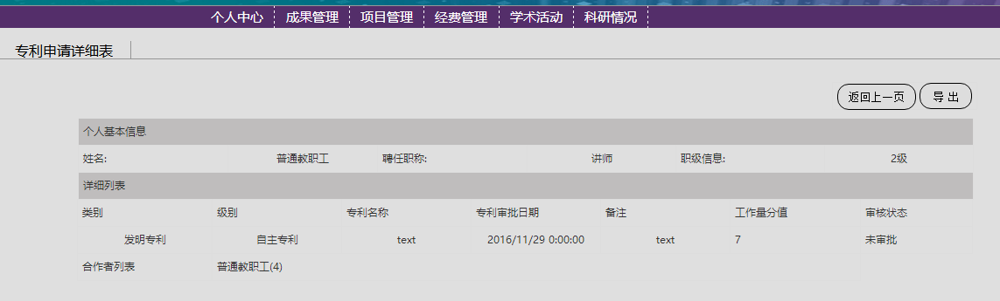 个人中心 成果管理 项目管理 经费管理 学术活动 科研情况
专利申请详细表
返回上一页 导 出
个人基本信息
姓名: 普通教职工 聘任职称: 讲师 职级信息: 2级
详细列表
类别 级别 专利名称 专利审批日期 备注 工作量分值 审核状态
发明专利 自主专利 text 2016/11/29 0:00:00 text 7 未审批
合作者列表 普通教职工(4)